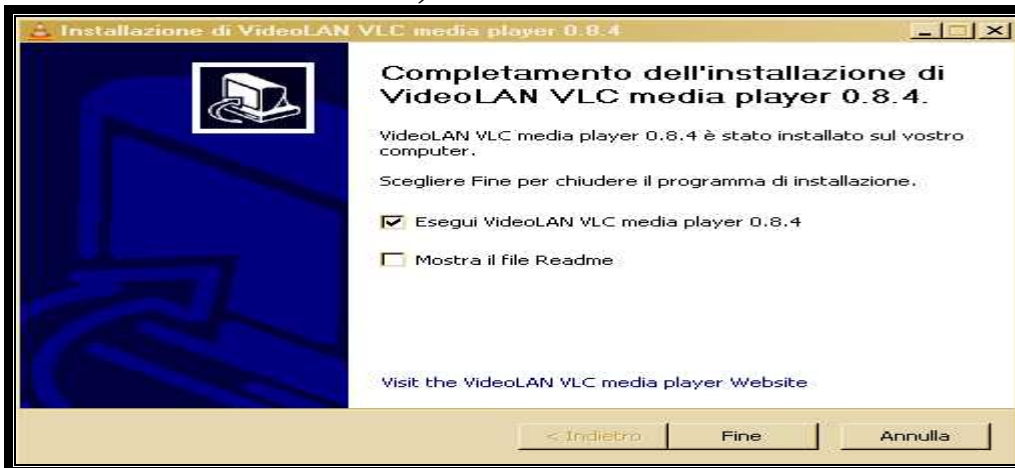 Installazione di VideoLAN VLC media player 0.8.4
Completamento dell'installazione di
VideoLAN VLC media player 0.8.4.
VideoLAN VLC media player 0.8.4 è stato installato sul vostro
computer.
Scegliere Fine per chiudere il programma di installazione.
Esegui VideoLAN VLC media player 0.8.4
Mostra il file Readme
Visit the VideoLAN VLC media player Website
< Indietro Fine Annulla